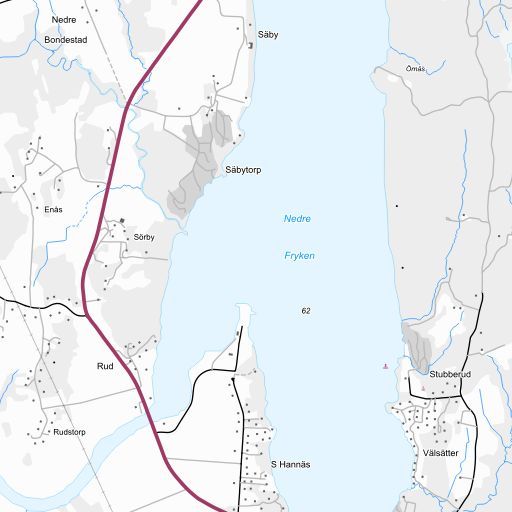 Nedre
Bondestad
Säby
Ömås
Säbytorp
Enås
Nedre
Sörby
Fryken
62
Rud
Stubberud
Rudstorp
Välsätter
S Hannäs